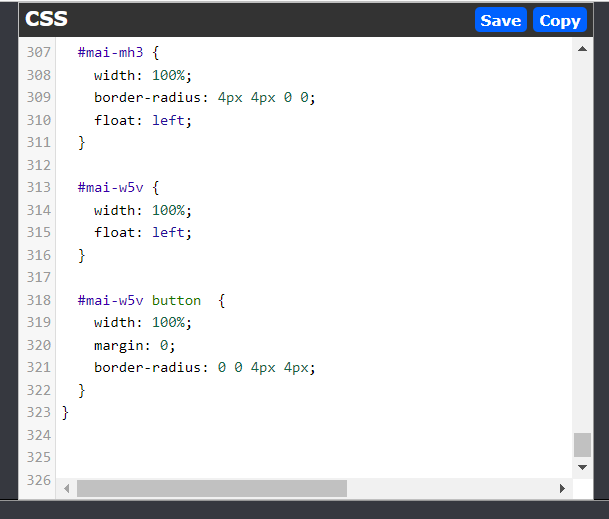 CSS Save Copy
307 #mai-mh3 {
308 width: 100%;
309 border-radius: 4px 4px 0 0;
310 float: left;
311 }
312
313 #mai-w5v {
314 width: 100%;
315 float: left;
316 }
317
318 #mai-w5v button  {
319 width: 100%;
320 margin: 0;
321 border-radius: 0 0 4px 4px;
322 }
323 }
324
325
326